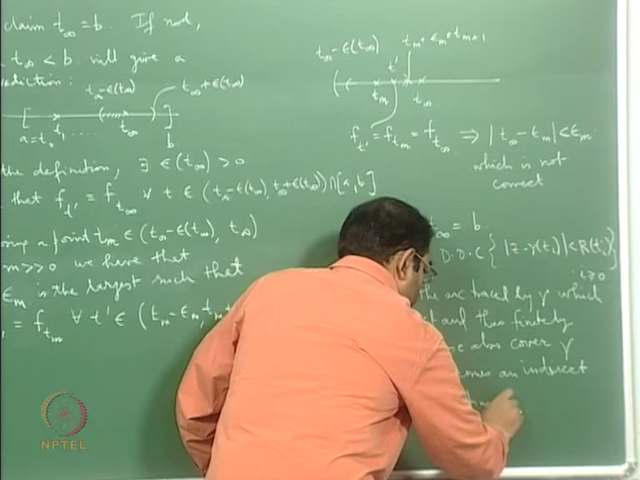 claim t∞ = b. If not,
t∞ < b will give a
diction:
t∞-ε(t∞)
t∞+ε(t∞)
a=t₀ t₁ .... t∞ b
the definition, ∃ ε(t∞) > 0
that f_t' = f_t∞ ∀ t ∈ (t∞-ε(t∞), t∞+ε(t∞)) ∩ [a,b]
a point t_m ∈ (t∞-ε(t∞), t∞)
m>>0 we have that
ε_m is the largest such that
= f_t_m ∀ t' ∈ (t_m-ε_m, t_m+
t∞-ε(t∞)
t_m+ε_m=t_m+1
t'
t_m t∞
f_t' = f_t_m = f_t∞ ⇒ |t∞-t_m| < ε_m
which is not
correct
t∞ = b.
D.D.C { |z-γ(t_i)| < R(t_i) }
i≥0
the arc traced by γ which
and thus finitely
also cover γ
an indirect
NPTEL